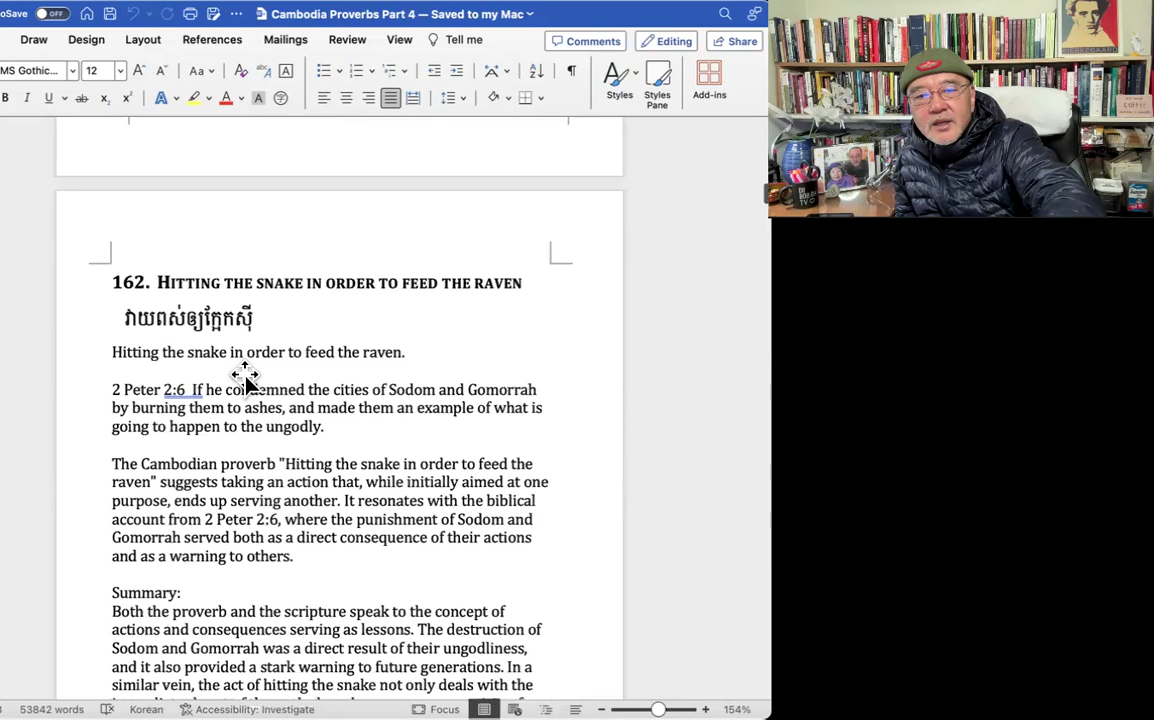 oSave OFF Cambodia Proverbs Part 4 — Saved to my Mac
Draw Design Layout References Mailings Review View Tell me Comments Editing Share
MS Gothic... 12 Aa Styles Styles Pane Add-ins
162. HITTING THE SNAKE IN ORDER TO FEED THE RAVEN
វាយពស់ឲ្យក្អែកស៊ី
Hitting the snake in order to feed the raven.
2 Peter 2:6 If he condemned the cities of Sodom and Gomorrah
by burning them to ashes, and made them an example of what is
going to happen to the ungodly.
The Cambodian proverb "Hitting the snake in order to feed the
raven" suggests taking an action that, while initially aimed at one
purpose, ends up serving another. It resonates with the biblical
account from 2 Peter 2:6, where the punishment of Sodom and
Gomorrah served both as a direct consequence of their actions
and as a warning to others.
Summary:
Both the proverb and the scripture speak to the concept of
actions and consequences serving as lessons. The destruction of
Sodom and Gomorrah was a direct result of their ungodliness,
and it also provided a stark warning to future generations. In a
similar vein, the act of hitting the snake not only deals with the
53842 words Korean Accessibility: Investigate Focus 154%